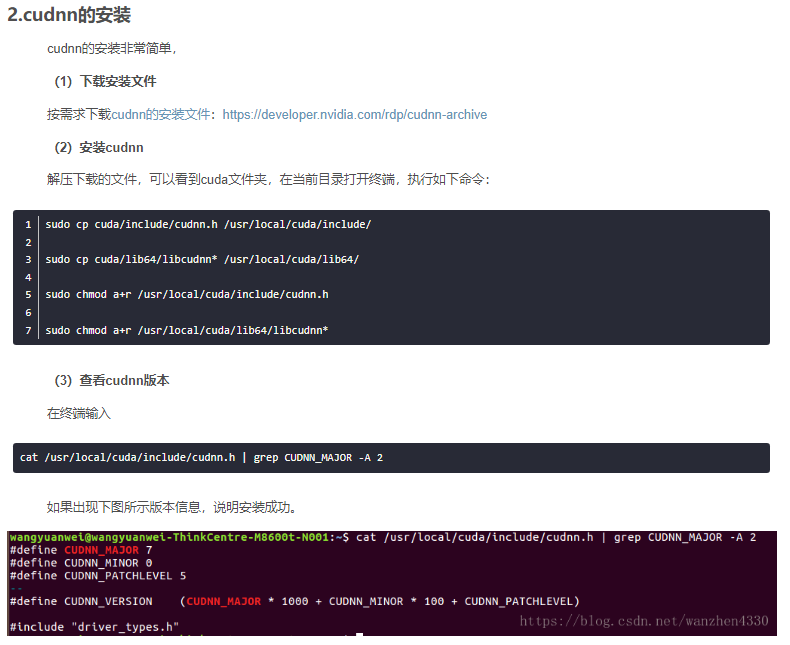 2.cudnn的安装
cudnn的安装非常简单，
（1）下载安装文件
按需求下载cudnn的安装文件：https://developer.nvidia.com/rdp/cudnn-archive
（2）安装cudnn
解压下载的文件，可以看到cuda文件夹，在当前目录打开终端，执行如下命令：
1 sudo cp cuda/include/cudnn.h /usr/local/cuda/include/
2
3 sudo cp cuda/lib64/libcudnn* /usr/local/cuda/lib64/
4
5 sudo chmod a+r /usr/local/cuda/include/cudnn.h
6
7 sudo chmod a+r /usr/local/cuda/lib64/libcudnn*
（3）查看cudnn版本
在终端输入
cat /usr/local/cuda/include/cudnn.h | grep CUDNN_MAJOR -A 2
如果出现下图所示版本信息，说明安装成功。
wangyuanwei@wangyuanwei-ThinkCentre-M8600t-N001:~$ cat /usr/local/cuda/include/cudnn.h | grep CUDNN_MAJOR -A 2
#define CUDNN_MAJOR 7
#define CUDNN_MINOR 0
#define CUDNN_PATCHLEVEL 5
--
#define CUDNN_VERSION (CUDNN_MAJOR * 1000 + CUDNN_MINOR * 100 + CUDNN_PATCHLEVEL)
#include "driver_types.h"
https://blog.csdn.net/wanzhen4330